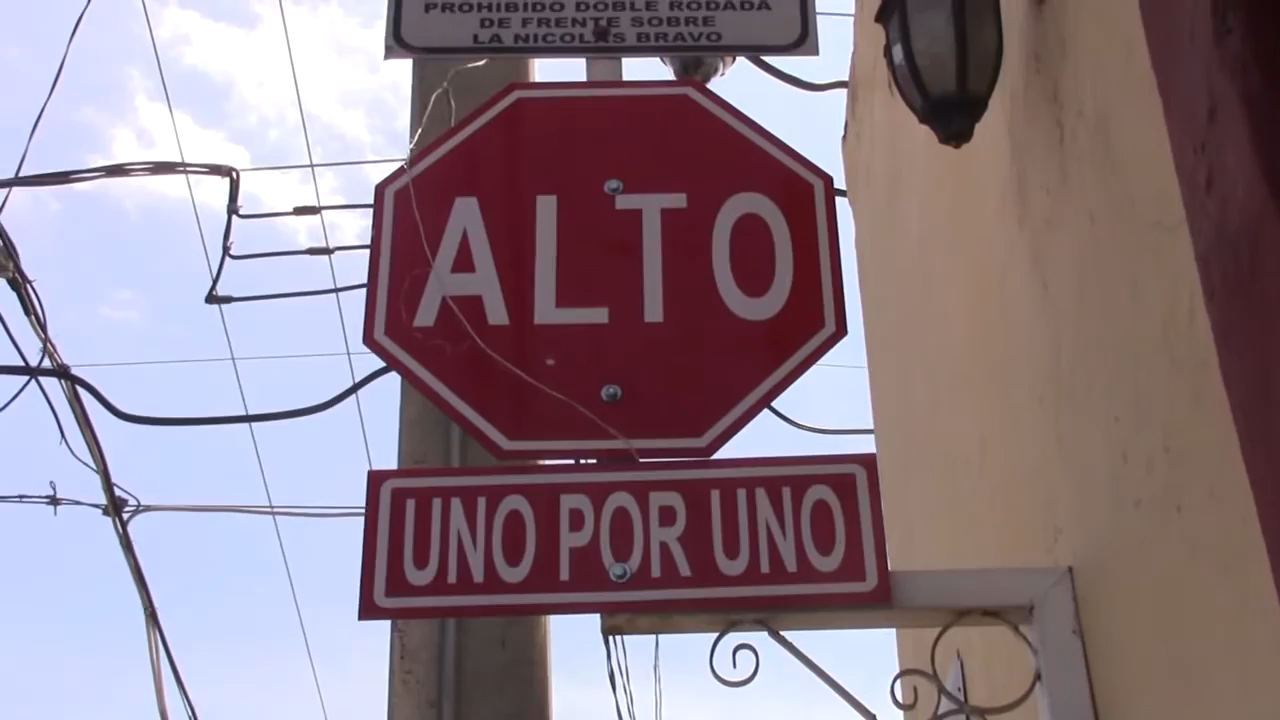 PROHIBIDO DOBLE RODADA
DE FRENTE SOBRE
LA NICOLAS BRAVO
ALTO
UNO POR UNO